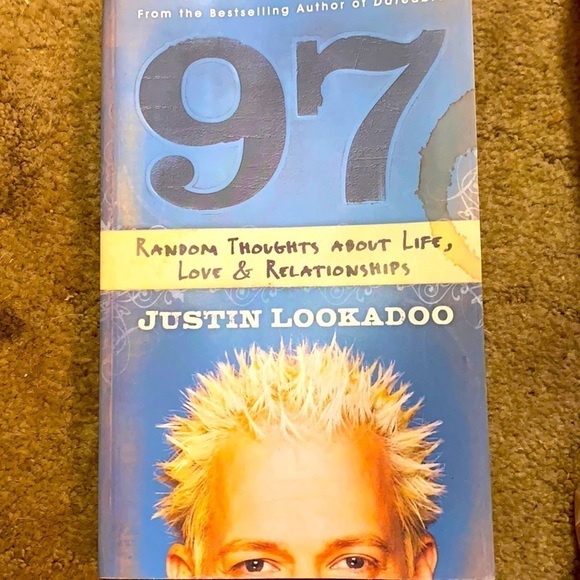 From the Bestselling Author of
97
RANDOM THOUGHTS ABOUT LIFE,
LOVE & RELATIONSHIPS
JUSTIN LOOKADOO